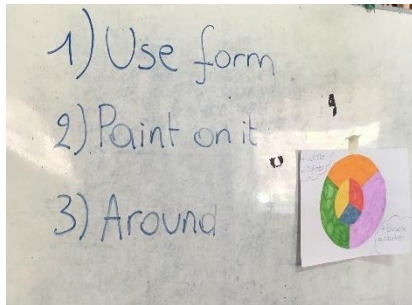 1) Use form
2) Paint on it
3) Around